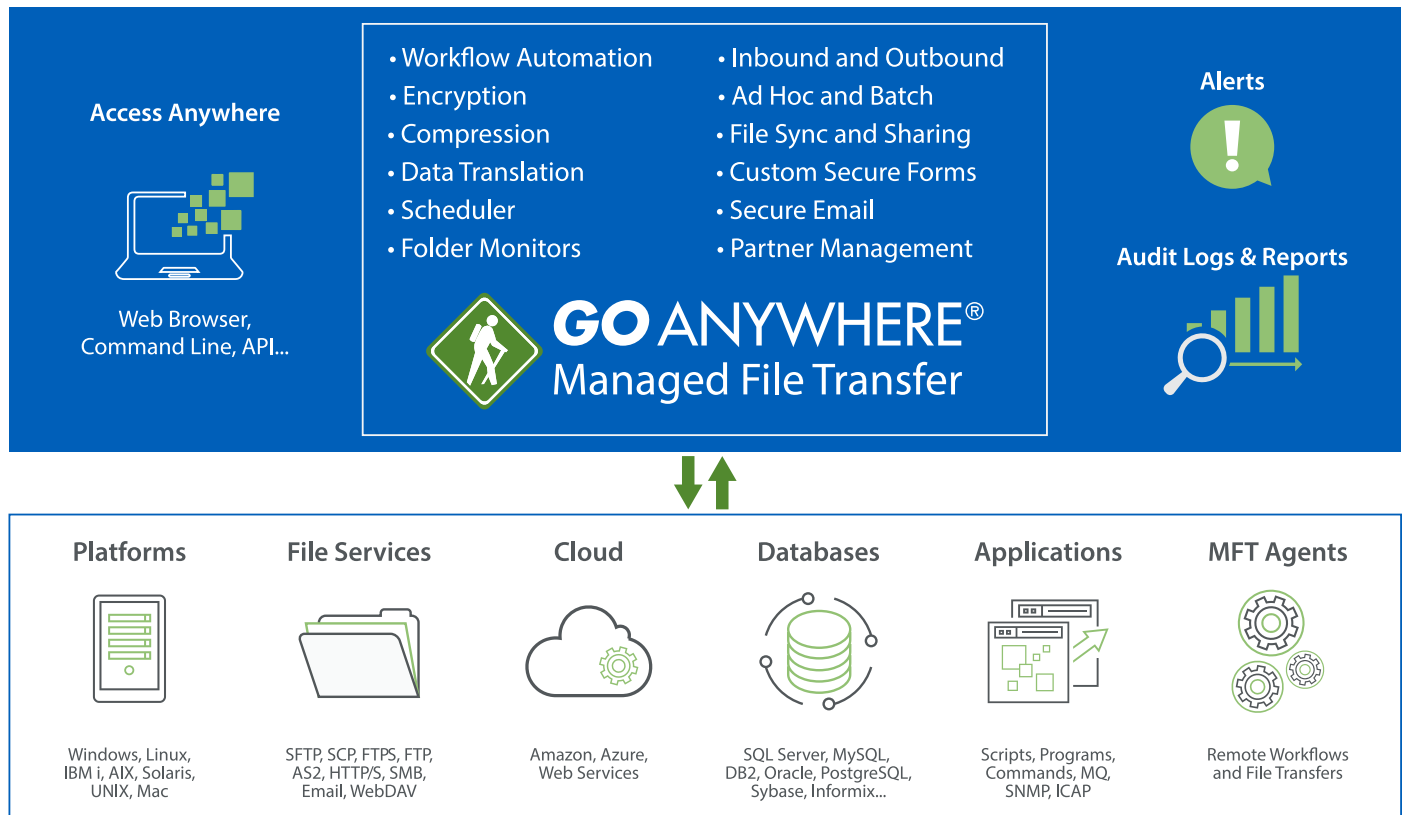 Access Anywhere
Web Browser,
Command Line, API...
• Workflow Automation
• Encryption
• Compression
• Data Translation
• Scheduler
• Folder Monitors
• Inbound and Outbound
• Ad Hoc and Batch
• File Sync and Sharing
• Custom Secure Forms
• Secure Email
• Partner Management
GO ANYWHERE®
Managed File Transfer
Alerts
!
Audit Logs & Reports
Platforms
Windows, Linux,
IBM i, AIX, Solaris,
UNIX, Mac
File Services
SFTP, SCP, FTPS, FTP,
AS2, HTTP/S, SMB,
Email, WebDAV
Cloud
Amazon, Azure,
Web Services
Databases
SQL Server, MySQL,
DB2, Oracle, PostgreSQL,
Sybase, Informix...
Applications
Scripts, Programs,
Commands, MQ,
SNMP, ICAP
MFT Agents
Remote Workflows
and File Transfers